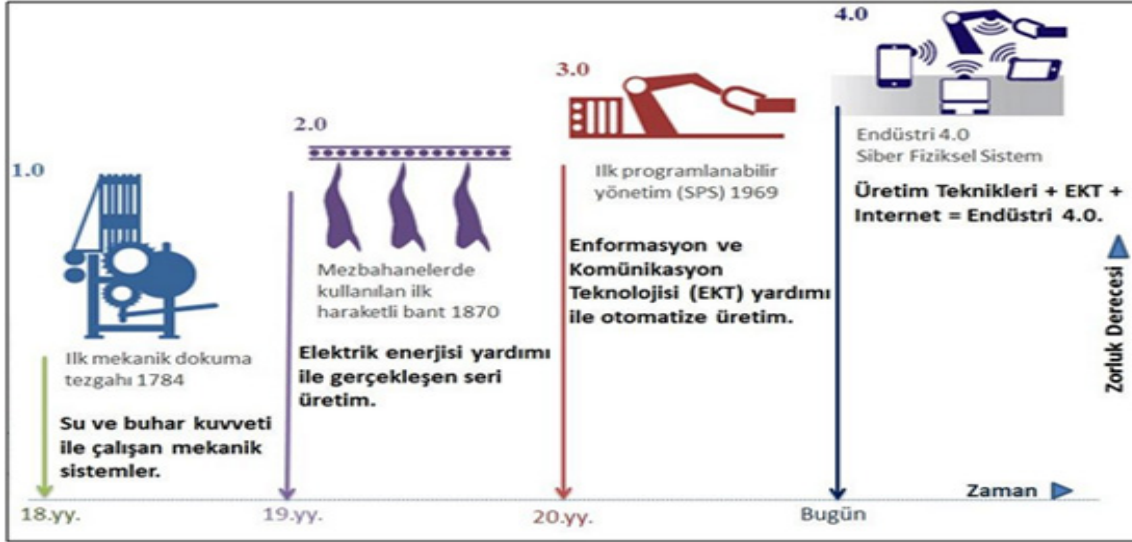 1.0
Ilk mekanik dokuma
tezgahı 1784
Su ve buhar kuvveti
ile çalışan mekanik
sistemler.
18.yy.
2.0
Mezbahanelerde
kullanılan ilk
haraketli bant 1870
Elektrik enerjisi yardımı
ile gerçekleşen seri
üretim.
19.yy.
3.0
Ilk programlanabilir
yönetim (SPS) 1969
Enformasyon ve
Komünikasyon
Teknolojisi (EKT) yardımı
ile otomatize üretim.
20.yy.
4.0
Endüstri 4.0
Siber Fiziksel Sistem
Üretim Teknikleri + EKT +
Internet = Endüstri 4.0.
Bugün
Zorluk Derecesi
Zaman